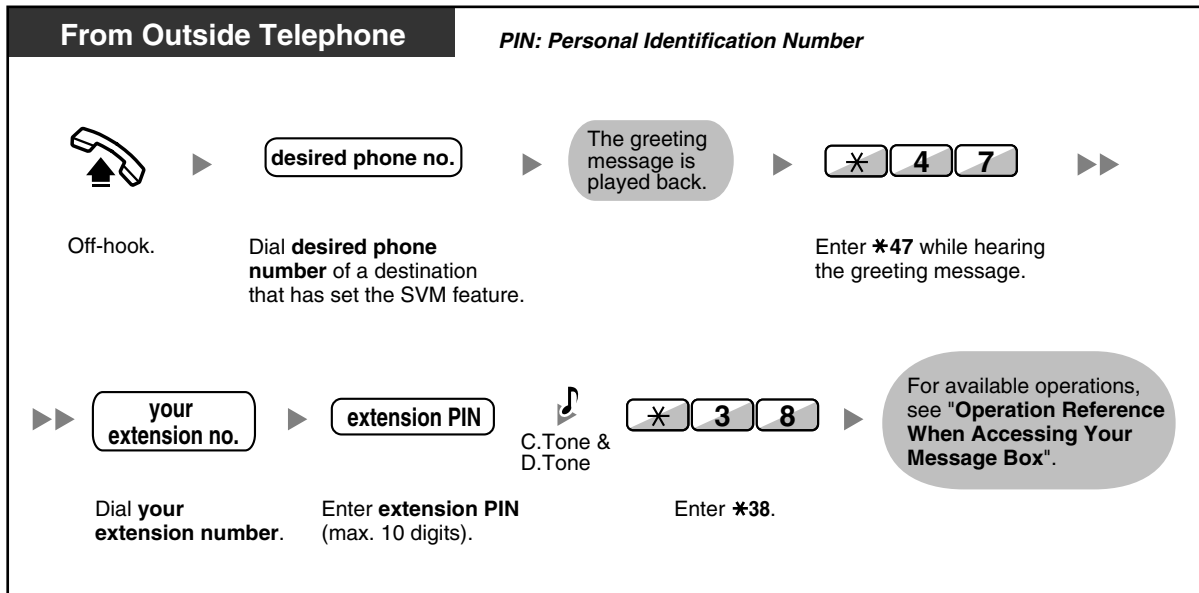 From Outside Telephone
PIN: Personal Identification Number
desired phone no.
The greeting
message is
played back.
* 4 7
Off-hook.
Dial desired phone
number of a destination
that has set the SVM feature.
Enter *47 while hearing
the greeting message.
your
extension no.
extension PIN
C.Tone &
D.Tone
* 3 8
For available operations,
see "Operation Reference
When Accessing Your
Message Box".
Dial your
extension number.
Enter extension PIN
(max. 10 digits).
Enter *38.